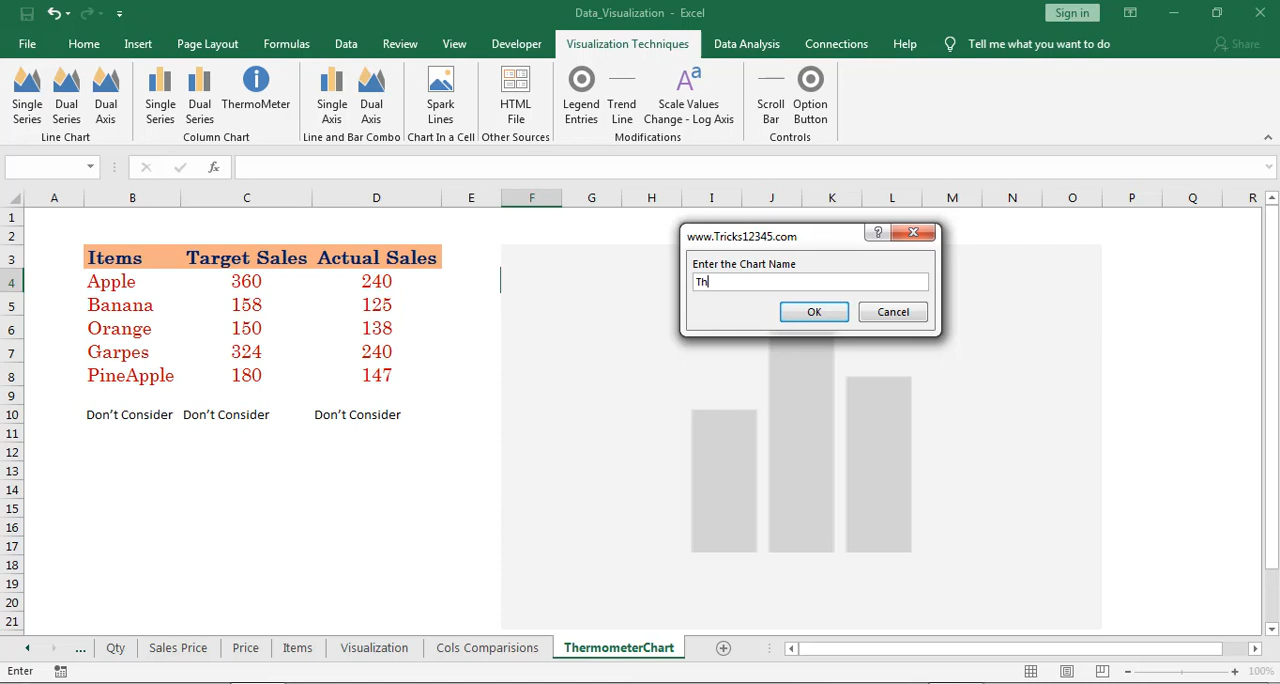 Data_Visualization - Excel
Sign in
File Home Insert Page Layout Formulas Data Review View Developer Visualization Techniques Data Analysis Connections Help Tell me what you want to do Share
Single Series
Dual Series
Dual Axis
Line Chart
Single Series
Dual Series
ThermoMeter
Column Chart
Single Axis
Dual Axis
Line and Bar Combo
Spark Lines
Chart In a Cell
HTML File
Other Sources
Legend Entries
Trend Line
Scale Values Change - Log Axis
Modifications
Scroll Bar
Option Button
Controls
fx
A B C D E F G H I J K L M N O P Q R
1
2
3 Items Target Sales Actual Sales
4 Apple 360 240
5 Banana 158 125
6 Orange 150 138
7 Garpes 324 240
8 PineApple 180 147
9
10 Don't Consider Don't Consider Don't Consider
11
12
13
14
15
16
17
18
19
20
21
www.Tricks12345.com
Enter the Chart Name
Th
OK Cancel
... Qty Sales Price Price Items Visualization Cols Comparisions ThermometerChart
Enter
100%